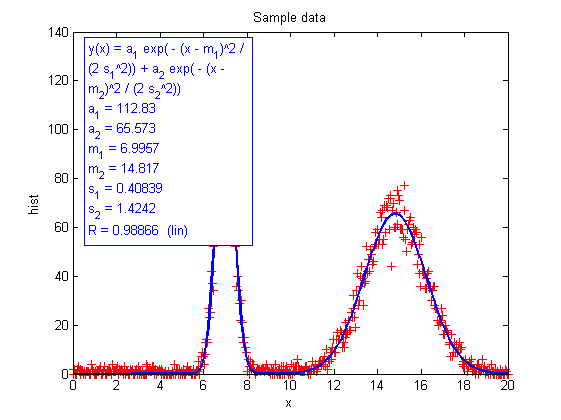 Sample data
140
120
100
80
60
40
20
0
hist
y(x) = a1 exp( - (x - m1)^2 /
(2 s1^2)) + a2 exp( - (x -
m2)^2 / (2 s2^2))
a1 = 112.83
a2 = 65.573
m1 = 6.9957
m2 = 14.817
s1 = 0.40839
s2 = 1.4242
R = 0.98866 (lin)
0 2 4 6 8 10 12 14 16 18 20
x